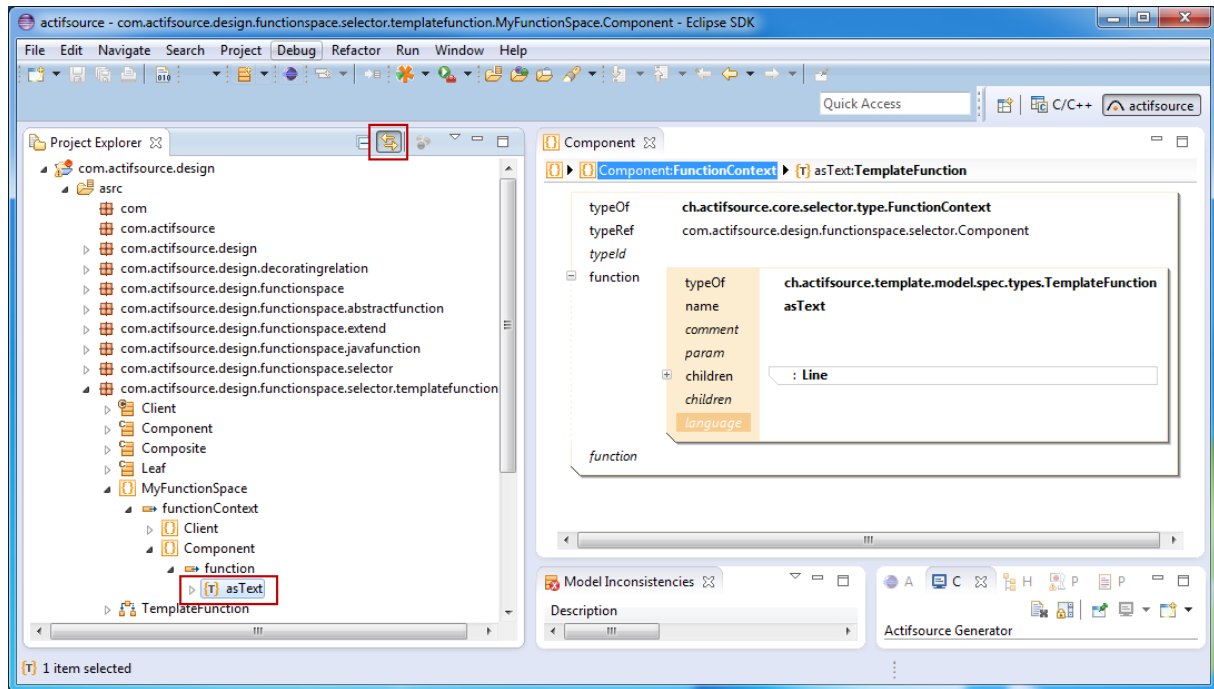 actifsource - com.actifsource.design.functionspace.selector.templatefunction.MyFunctionSpace.Component - Eclipse SDK
File Edit Navigate Search Project Debug Refactor Run Window Help
010
Quick Access
C/C++
actifsource
Project Explorer
com.actifsource.design
asrc
com
com.actifsource
com.actifsource.design
com.actifsource.design.decoratingrelation
com.actifsource.design.functionspace
com.actifsource.design.functionspace.abstractfunction
com.actifsource.design.functionspace.extend
com.actifsource.design.functionspace.javafunction
com.actifsource.design.functionspace.selector
com.actifsource.design.functionspace.selector.templatefunction
Client
Component
Composite
Leaf
MyFunctionSpace
functionContext
Client
Component
function
{T} asText
TemplateFunction
{T} 1 item selected
Component
Component:FunctionContext {T} asText:TemplateFunction
typeOf ch.actifsource.core.selector.type.FunctionContext
typeRef com.actifsource.design.functionspace.selector.Component
typeId
function
typeOf ch.actifsource.template.model.spec.types.TemplateFunction
name asText
comment
param
children : Line
children
language
function
Model Inconsistencies
Description
A C H P P
Actifsource Generator